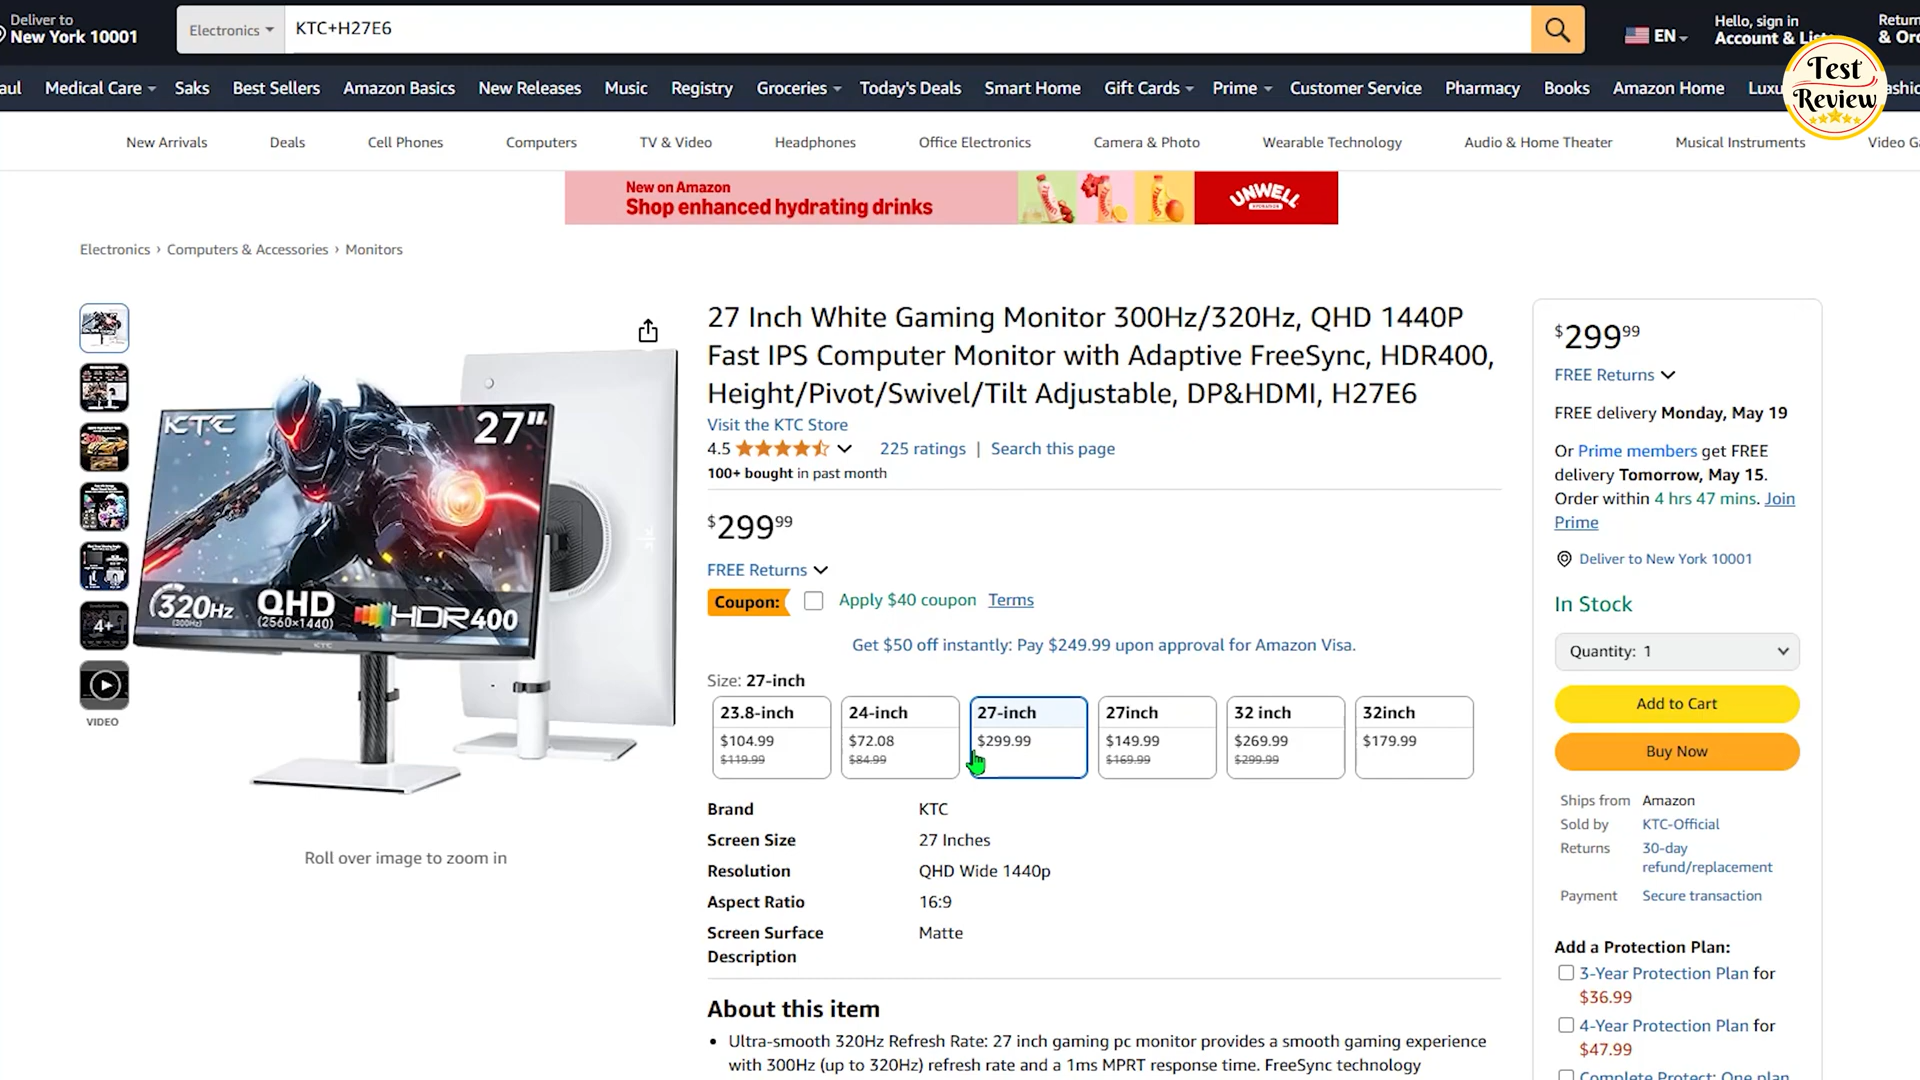 Deliver to
New York 10001
Electronics
KTC+H27E6
EN
Hello, sign in
Account &
Return
& Or
Test
Review
aul
Medical Care
Saks
Best Sellers
Amazon Basics
New Releases
Music
Registry
Groceries
Today's Deals
Smart Home
Gift Cards
Prime
Customer Service
Pharmacy
Books
Amazon Home
Luxu
ashio
New Arrivals
Deals
Cell Phones
Computers
TV & Video
Headphones
Office Electronics
Camera & Photo
Wearable Technology
Audio & Home Theater
Musical Instruments
Video Ga
New on Amazon
Shop enhanced hydrating drinks
UNWELL
Electronics › Computers & Accessories › Monitors
KTC
27"
320Hz
(300Hz)
QHD
(2560×1440)
HDR400
KTC
4+
VIDEO
Roll over image to zoom in
27 Inch White Gaming Monitor 300Hz/320Hz, QHD 1440P
Fast IPS Computer Monitor with Adaptive FreeSync, HDR400,
Height/Pivot/Swivel/Tilt Adjustable, DP&HDMI, H27E6
Visit the KTC Store
4.5
225 ratings | Search this page
100+ bought in past month
$299 99
FREE Returns
Coupon: Apply $40 coupon Terms
Get $50 off instantly: Pay $249.99 upon approval for Amazon Visa.
Size: 27-inch
23.8-inch
$104.99
$119.99
24-inch
$72.08
$84.99
27-inch
$299.99
27inch
$149.99
$169.99
32 inch
$269.99
$299.99
32inch
$179.99
Brand KTC
Screen Size 27 Inches
Resolution QHD Wide 1440p
Aspect Ratio 16:9
Screen Surface Matte
Description
About this item
• Ultra-smooth 320Hz Refresh Rate: 27 inch gaming pc monitor provides a smooth gaming experience
with 300Hz (up to 320Hz) refresh rate and a 1ms MPRT response time. FreeSync technology
$299 99
FREE Returns
FREE delivery Monday, May 19
Or Prime members get FREE
delivery Tomorrow, May 15.
Order within 4 hrs 47 mins. Join
Prime
Deliver to New York 10001
In Stock
Quantity: 1
Add to Cart
Buy Now
Ships from Amazon
Sold by KTC-Official
Returns 30-day
refund/replacement
Payment Secure transaction
Add a Protection Plan:
3-Year Protection Plan for
$36.99
4-Year Protection Plan for
$47.99
Complete Protect: One plan